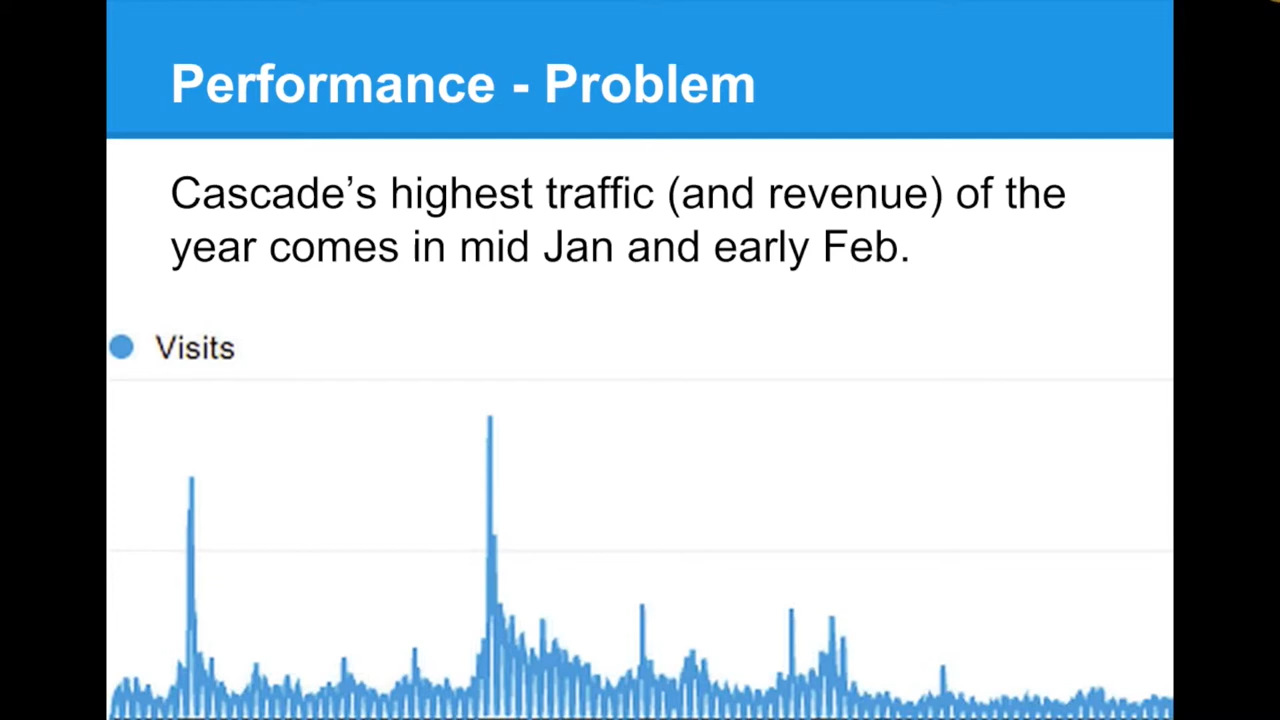 Performance - Problem
Cascade’s highest traffic (and revenue) of the
year comes in mid Jan and early Feb.
Visits